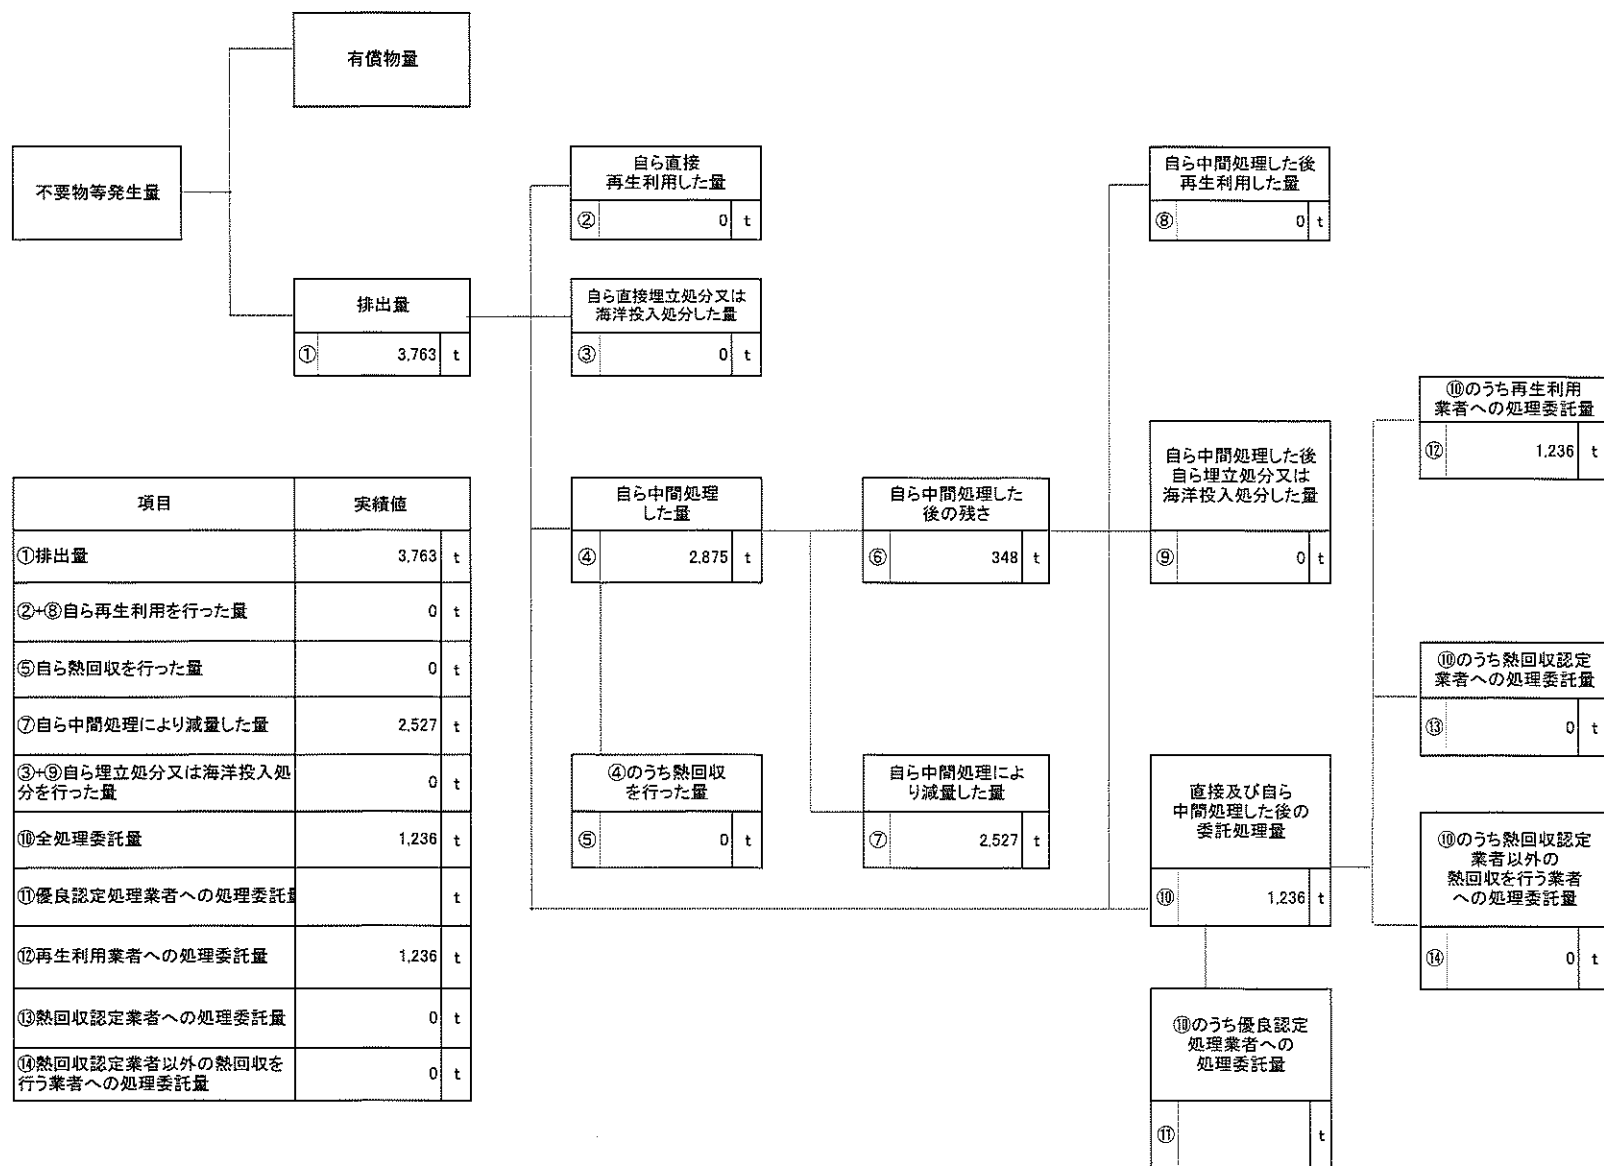 有償物量
不要物等発生量
排出量
① 3,763 t
自ら直接
再生利用した量
② 0 t
自ら直接埋立処分又は
海洋投入処分した量
③ 0 t
自ら中間処理
した量
④ 2,875 t
④のうち熱回収
を行った量
⑤ 0 t
自ら中間処理した
後の残さ
⑥ 348 t
自ら中間処理によ
り減量した量
⑦ 2,527 t
自ら中間処理した後
再生利用した量
⑧ 0 t
自ら中間処理した後
自ら埋立処分又は
海洋投入処分した量
⑨ 0 t
直接及び自ら
中間処理した後の
委託処理量
⑩ 1,236 t
⑩のうち優良認定
処理業者への
処理委託量
⑪ t
⑩のうち再生利用
業者への処理委託量
⑫ 1,236 t
⑩のうち熱回収認定
業者への処理委託量
⑬ 0 t
⑩のうち熱回収認定
業者以外の
熱回収を行う業者
への処理委託量
⑭ 0 t
項目 実績値
①排出量 3,763 t
②+⑧自ら再生利用を行った量 0 t
⑤自ら熱回収を行った量 0 t
⑦自ら中間処理により減量した量 2,527 t
③+⑨自ら埋立処分又は海洋投入処
分を行った量 0 t
⑩全処理委託量 1,236 t
⑪優良認定処理業者への処理委託量 t
⑫再生利用業者への処理委託量 1,236 t
⑬熱回収認定業者への処理委託量 0 t
⑭熱回収認定業者以外の熱回収を
行う業者への処理委託量 0 t